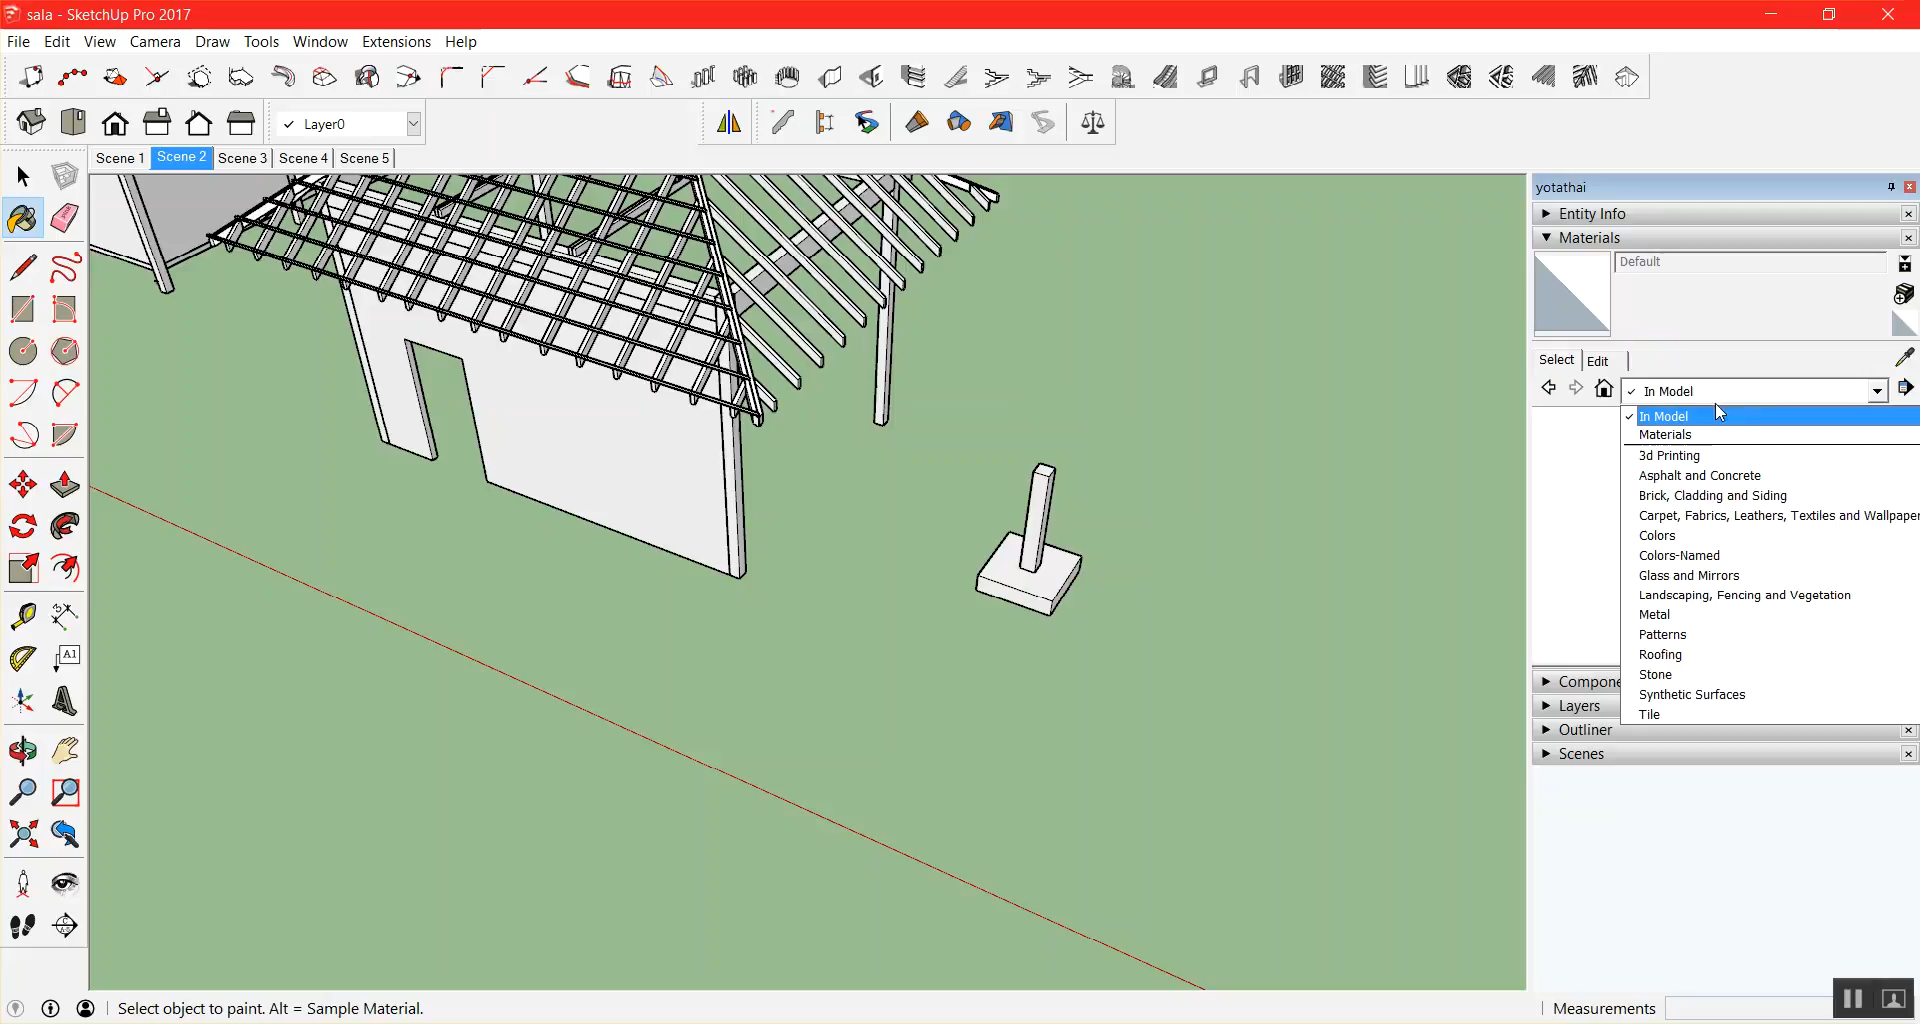 sala - SketchUp Pro 2017
File Edit View Camera Draw Tools Window Extensions Help
Layer0
Scene 1 Scene 2 Scene 3 Scene 4 Scene 5
yotathai
Entity Info
Materials
Default
Select Edit
In Model
In Model
Materials
3d Printing
Asphalt and Concrete
Brick, Cladding and Siding
Carpet, Fabrics, Leathers, Textiles and Wallpaper
Colors
Colors-Named
Glass and Mirrors
Landscaping, Fencing and Vegetation
Metal
Patterns
Roofing
Stone
Synthetic Surfaces
Tile
Compone
Layers
Outliner
Scenes
A1
Select object to paint. Alt = Sample Material.
Measurements